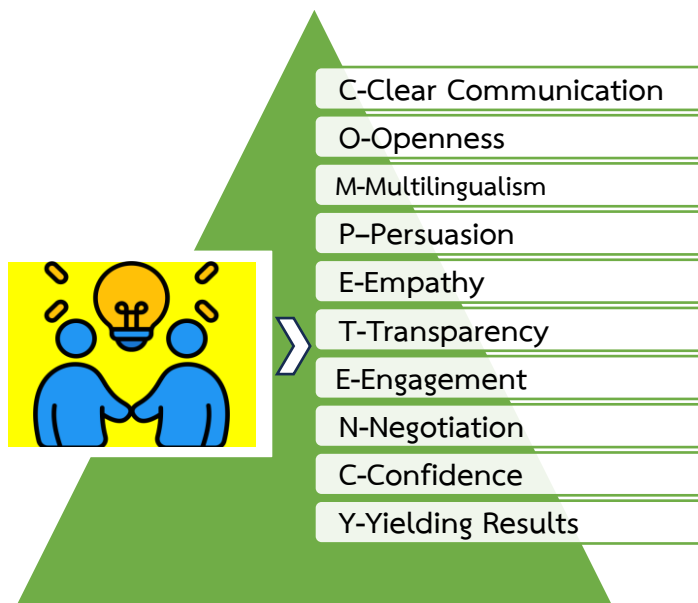 C-Clear Communication
O-Openness
M-Multilingualism
P–Persuasion
E-Empathy
T-Transparency
E-Engagement
N-Negotiation
C-Confidence
Y-Yielding Results